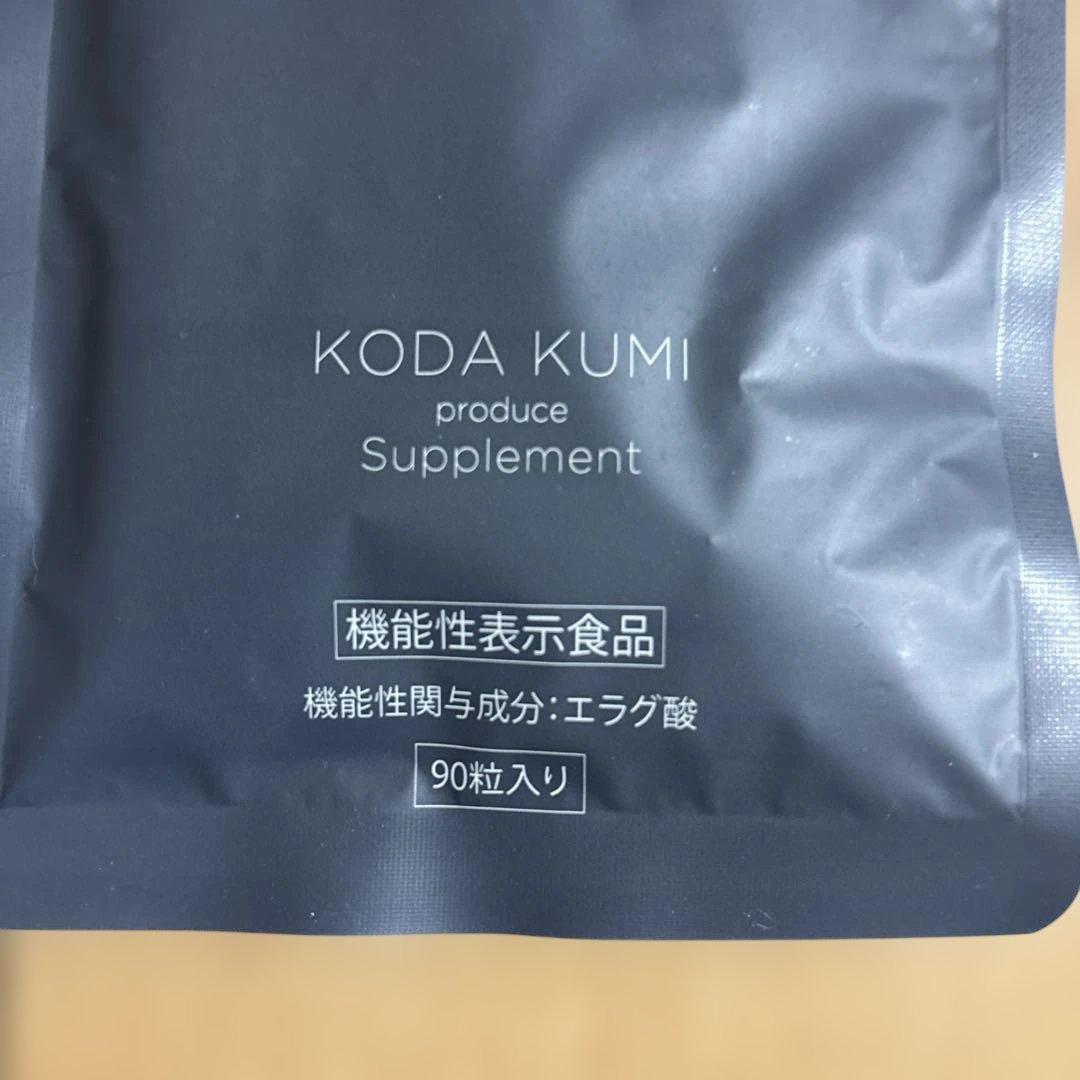 KODA KUMI
produce
Supplement
機能性表示食品
機能性関与成分：エラグ酸
90粒入り